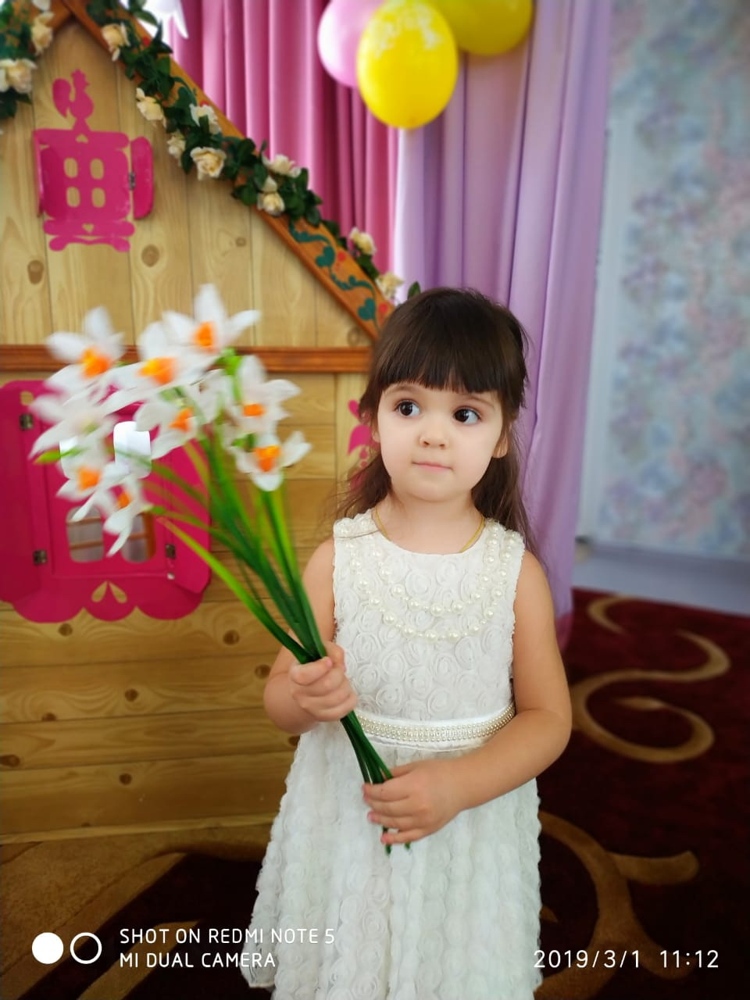 SHOT ON REDMI NOTE 5
MI DUAL CAMERA
2019/3/1 11:12